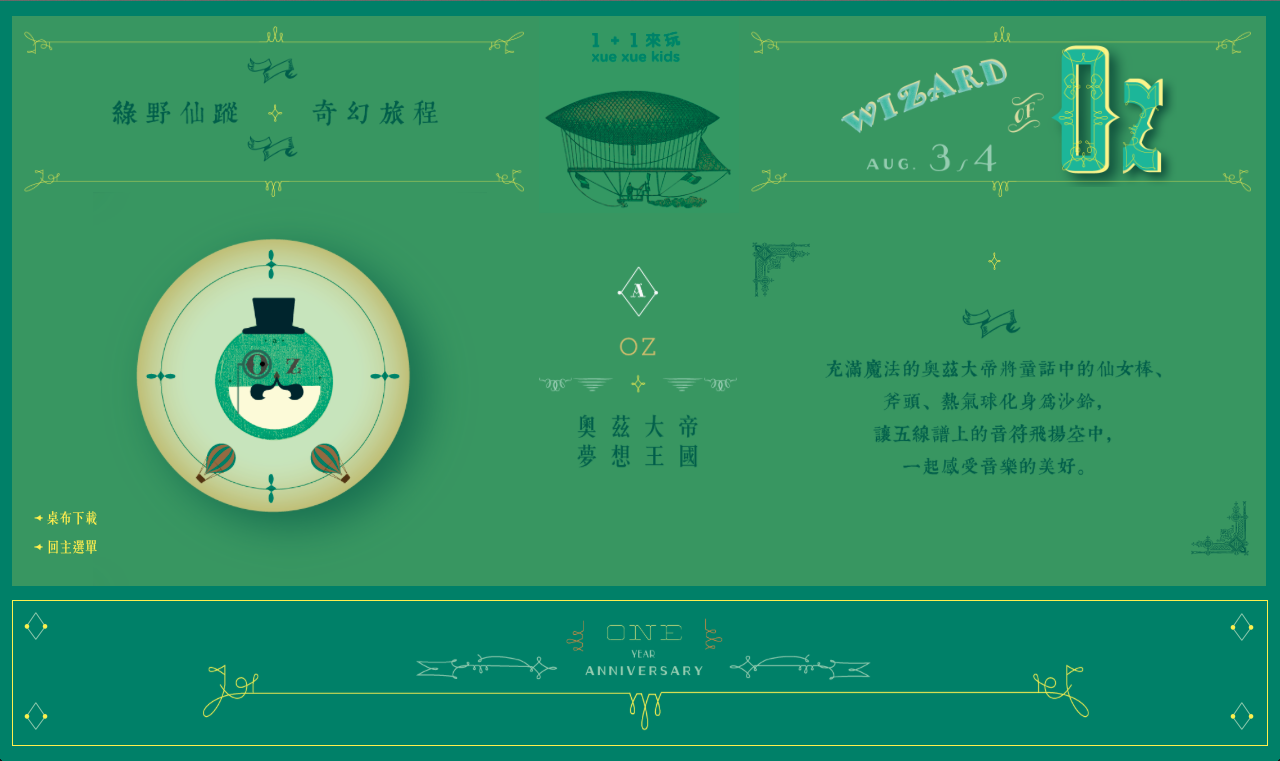 綠野仙蹤 奇幻旅程
1 + 1 來玩
xue xue kids
WIZARD OF Oz
AUG. 3/4
Oz
A
OZ
奧茲大帝
夢想王國
充滿魔法的奧茲大帝將童話中的仙女棒、
斧頭、熱氣球化身為沙鈴,
讓五線譜上的音符飛揚空中,
一起感受音樂的美好。
桌布下載
回主選單
ONE
YEAR
ANNIVERSARY